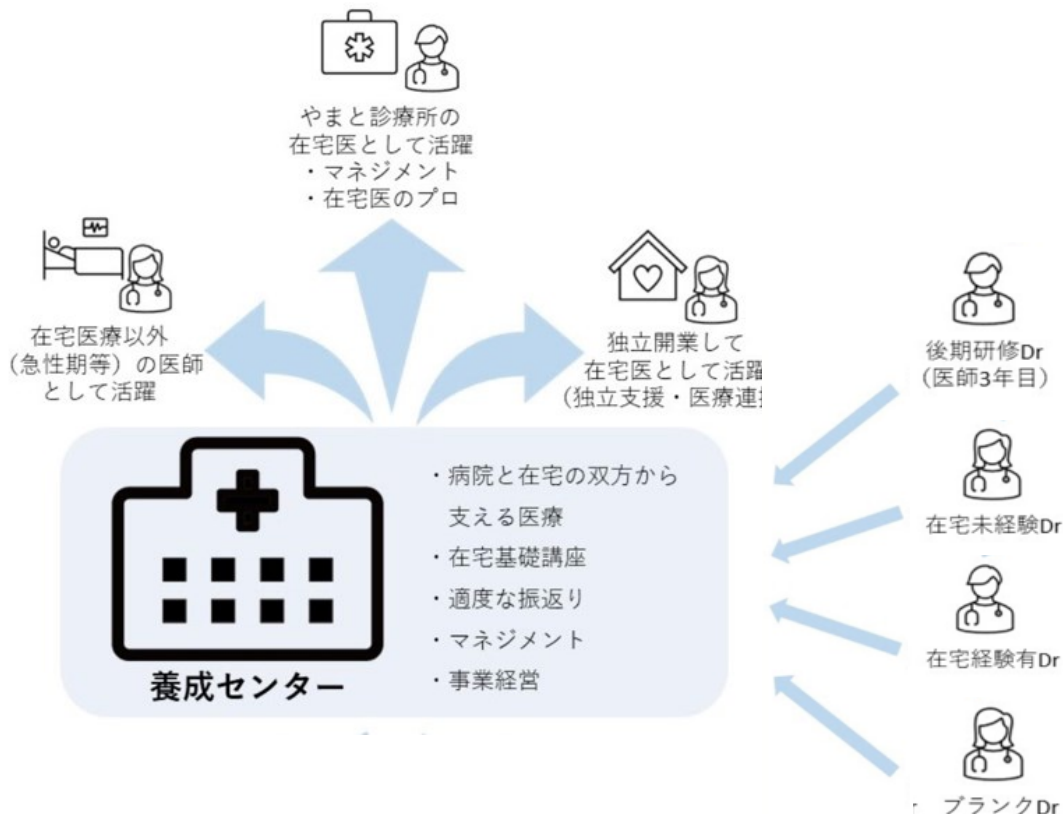 やまと診療所の
在宅医として活躍
・マネジメント
・在宅医のプロ
在宅医療以外
（急性期等）の医師
として活躍
独立開業して
在宅医として活躍
（独立支援・医療連
後期研修Dr
（医師3年目）
在宅未経験Dr
在宅経験有Dr
ブランクDr
・病院と在宅の双方から
支える医療
・在宅基礎講座
・適度な振返り
・マネジメント
・事業経営
養成センター